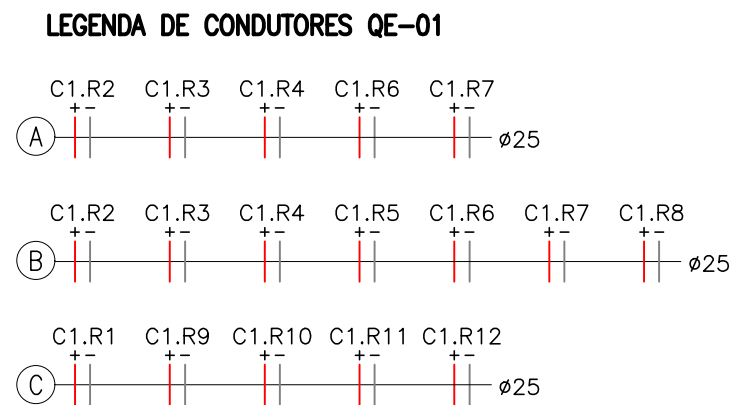 LEGENDA DE CONDUTORES QE-01
C1.R2 C1.R3 C1.R4 C1.R6 C1.R7
+- +- +- +- +-
A ø25
C1.R2 C1.R3 C1.R4 C1.R5 C1.R6 C1.R7 C1.R8
+- +- +- +- +- +- +-
B ø25
C1.R1 C1.R9 C1.R10 C1.R11 C1.R12
+- +- +- +- +-
C ø25